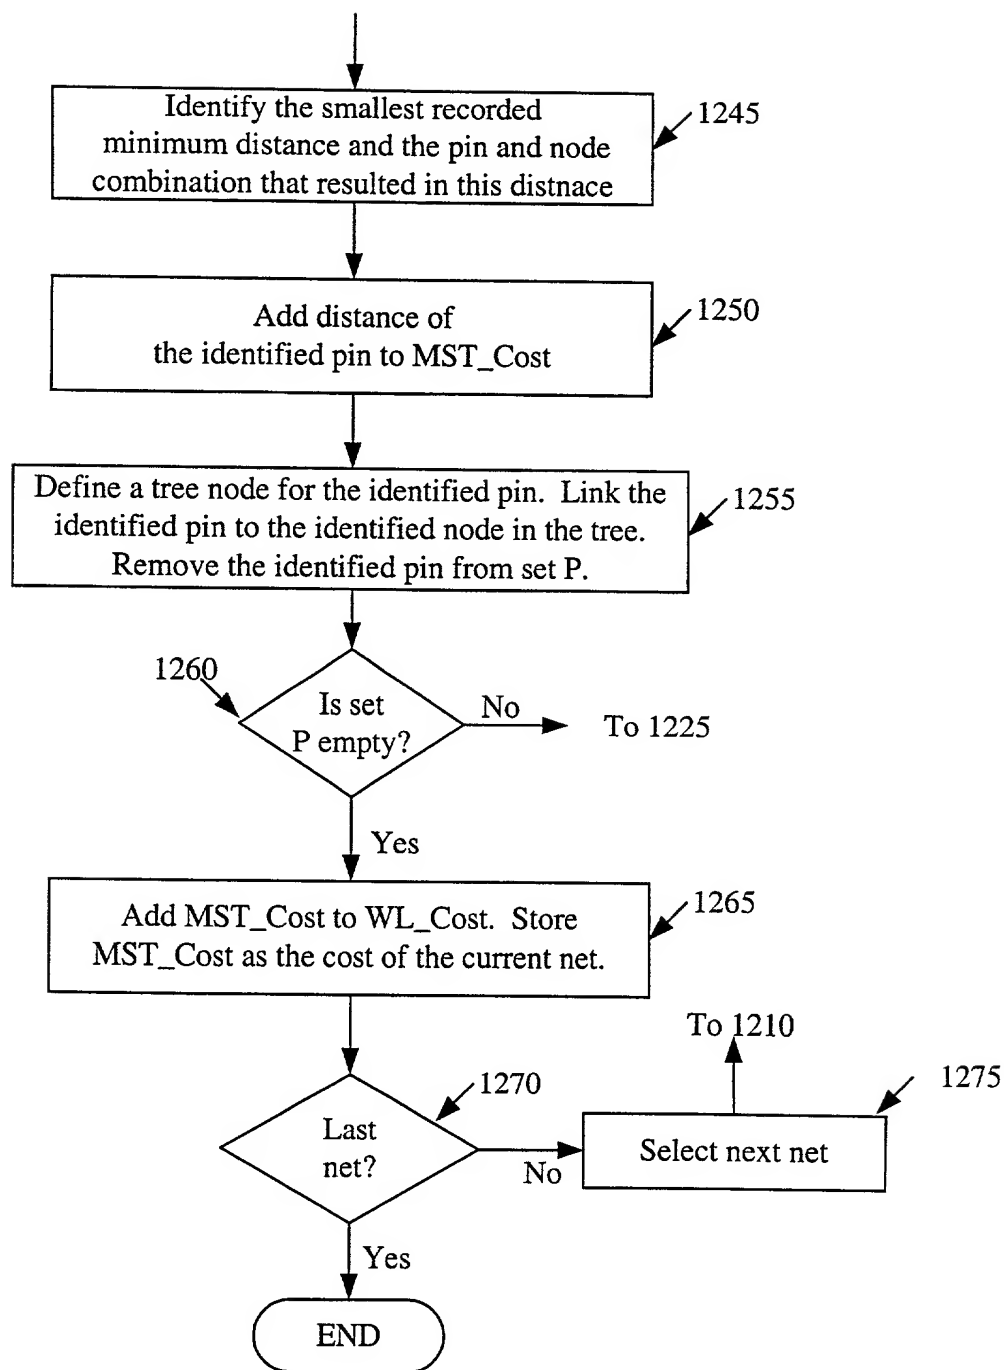 Identify the smallest recorded
minimum distance and the pin and node
combination that resulted in this distnace
1245
Add distance of
the identified pin to MST_Cost
1250
Define a tree node for the identified pin. Link the
identified pin to the identified node in the tree.
Remove the identified pin from set P.
1255
1260
Is set
P empty?
No
To 1225
Yes
Add MST_Cost to WL_Cost. Store
MST_Cost as the cost of the current net.
1265
To 1210
1270
1275
Last
net?
No
Select next net
Yes
END